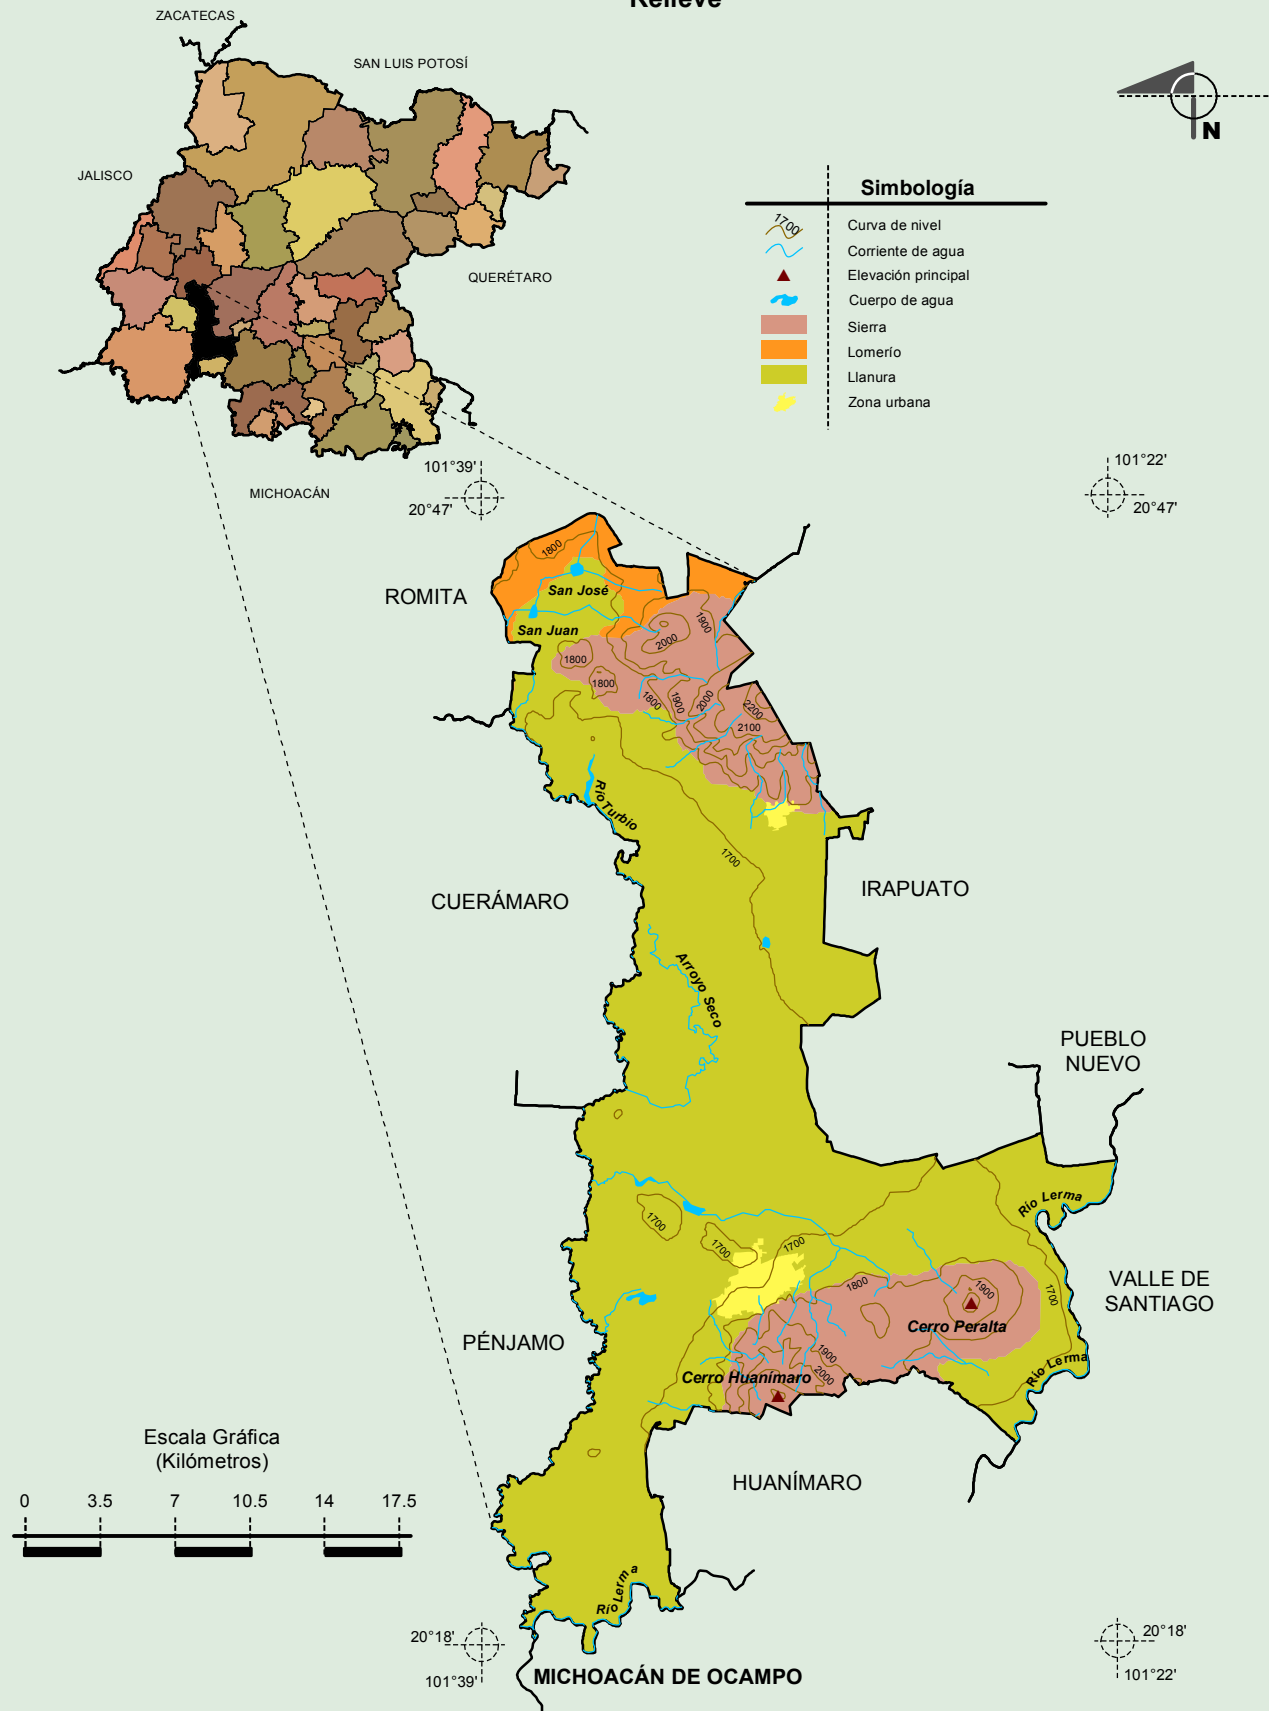 Relieve
ZACATECAS
SAN LUIS POTOSÍ
JALISCO
QUERÉTARO
MICHOACÁN
N
Simbología
1700
Curva de nivel
Corriente de agua
Elevación principal
Cuerpo de agua
Sierra
Lomerío
Llanura
Zona urbana
101°39'
20°47'
101°22'
20°47'
1800
ROMITA
San José
San Juan
1900
2000
1800
1800
1800
1900
2000
2200
2100
Río Turbio
1700
CUERÁMARO
IRAPUATO
Arroyo Seco
PUEBLO
NUEVO
Río Lerma
1700
1700
1700
1800
1900
1700
VALLE DE
SANTIAGO
Cerro Peralta
PÉNJAMO
1900
2000
Río Lerma
Cerro Huanímaro
Escala Gráfica
(Kilómetros)
0 3.5 7 10.5 14 17.5
HUANÍMARO
Río Lerma
20°18'
101°39'
20°18'
101°22'
MICHOACÁN DE OCAMPO